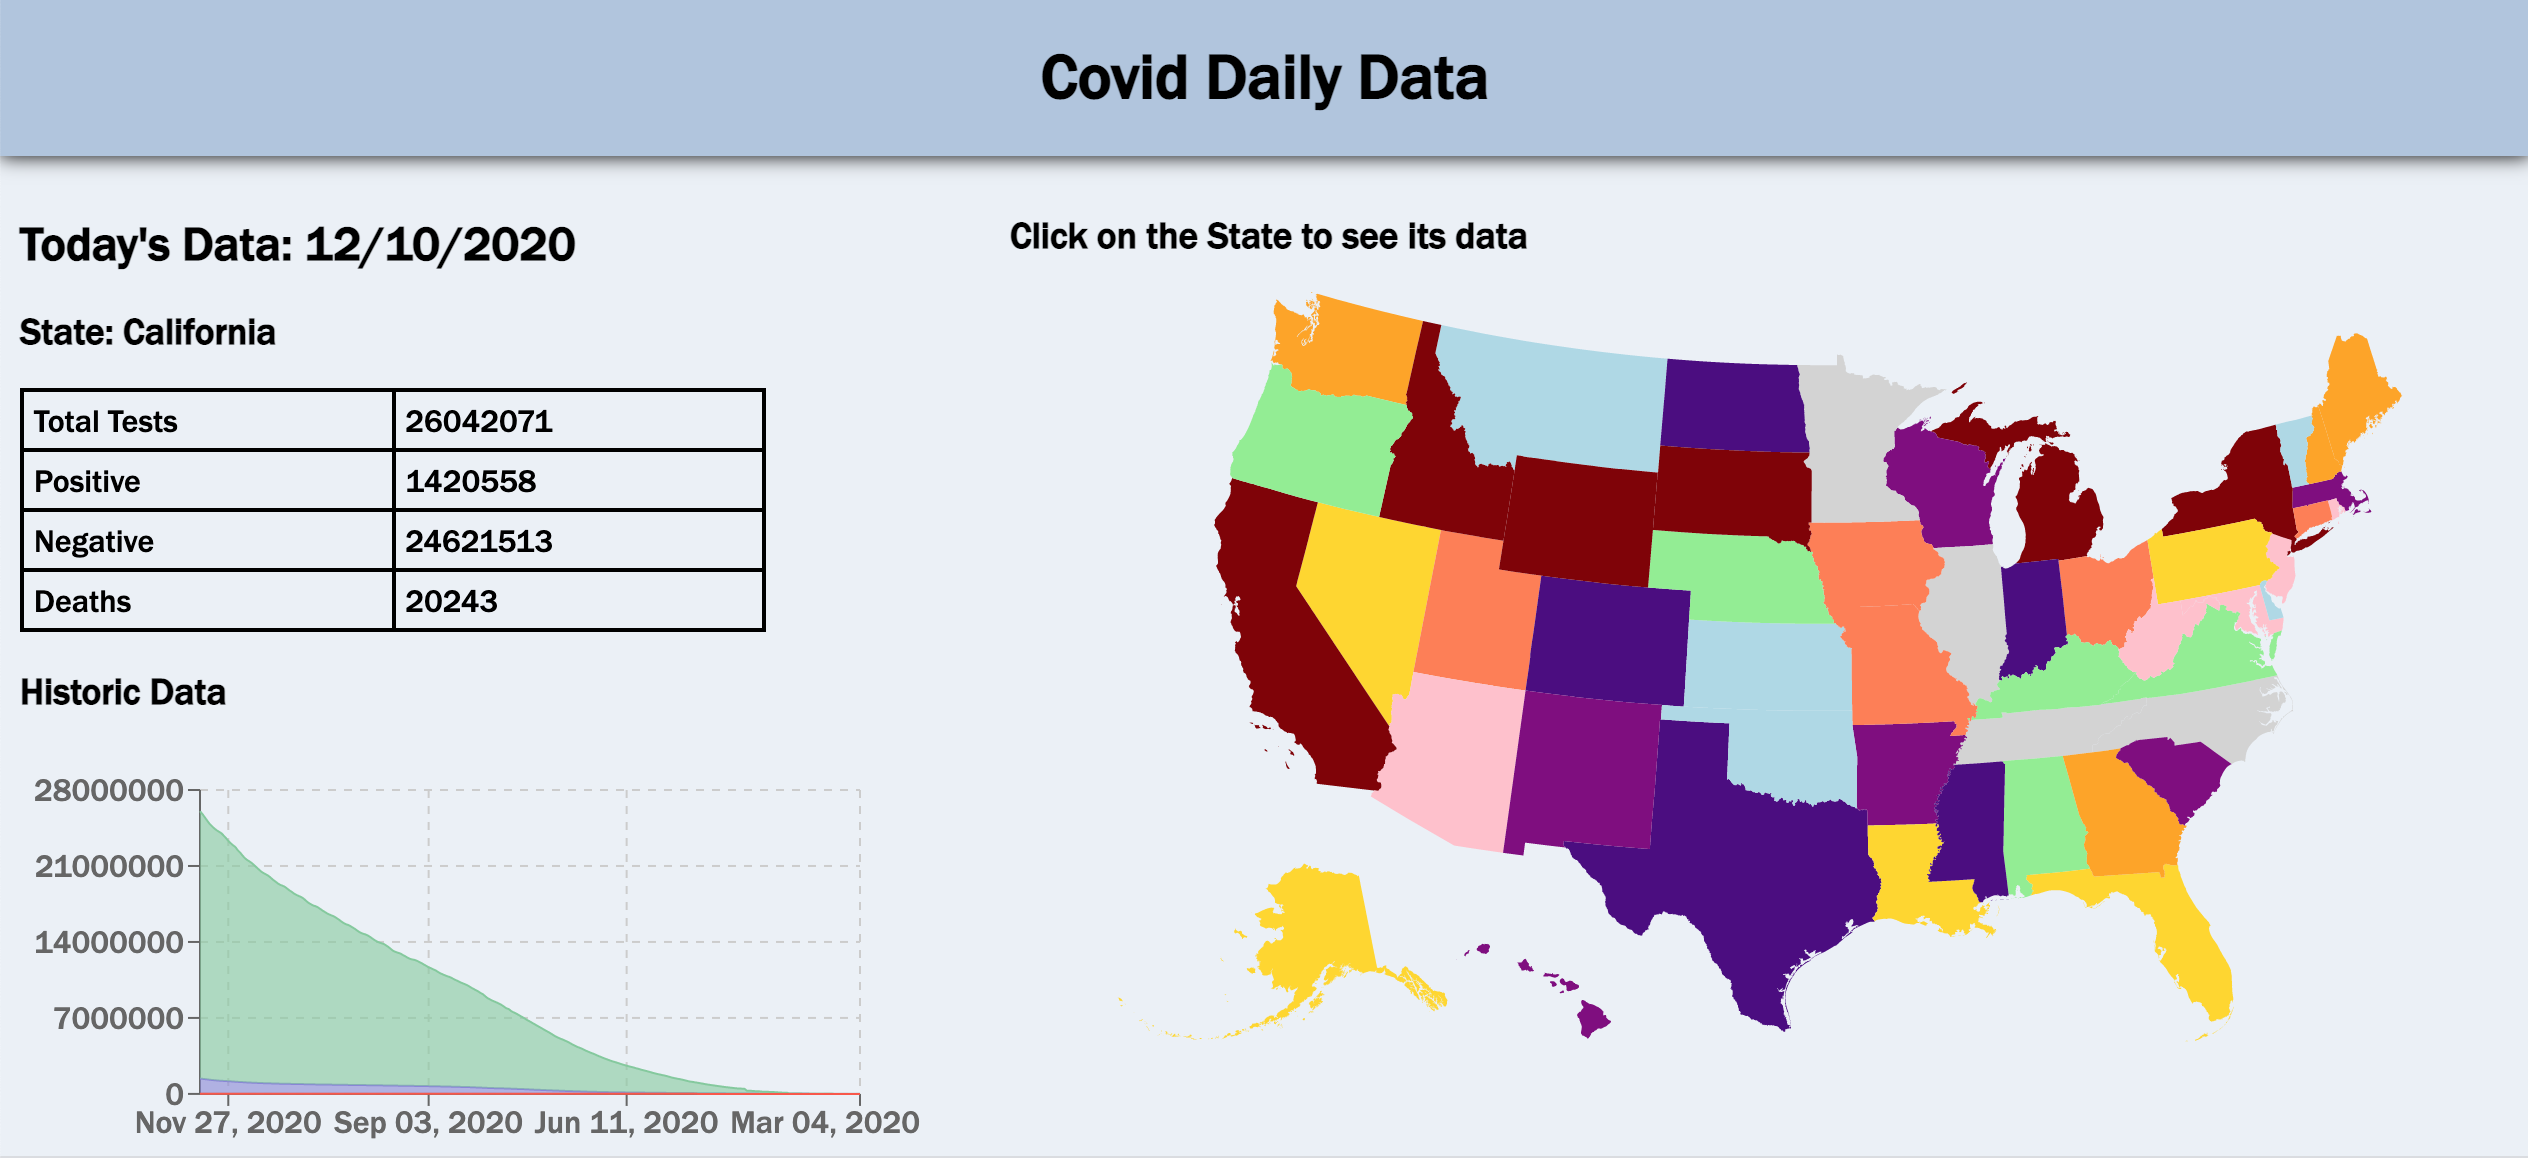 Covid Daily Data
Today's Data: 12/10/2020
State: California
Total Tests 26042071
Positive 1420558
Negative 24621513
Deaths 20243
Historic Data
28000000
21000000
14000000
7000000
0
Nov 27, 2020 Sep 03, 2020 Jun 11, 2020 Mar 04, 2020
Click on the State to see its data